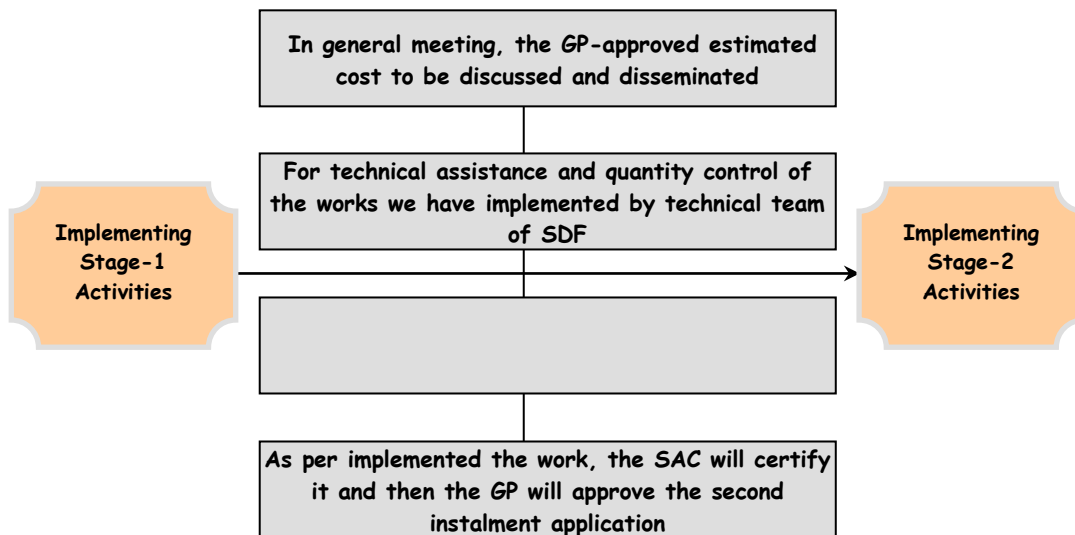 In general meeting, the GP-approved estimated
cost to be discussed and disseminated
For technical assistance and quantity control of
the works we have implemented by technical team
of SDF
Implementing
Stage-1
Activities
Implementing
Stage-2
Activities
As per implemented the work, the SAC will certify
it and then the GP will approve the second
instalment application